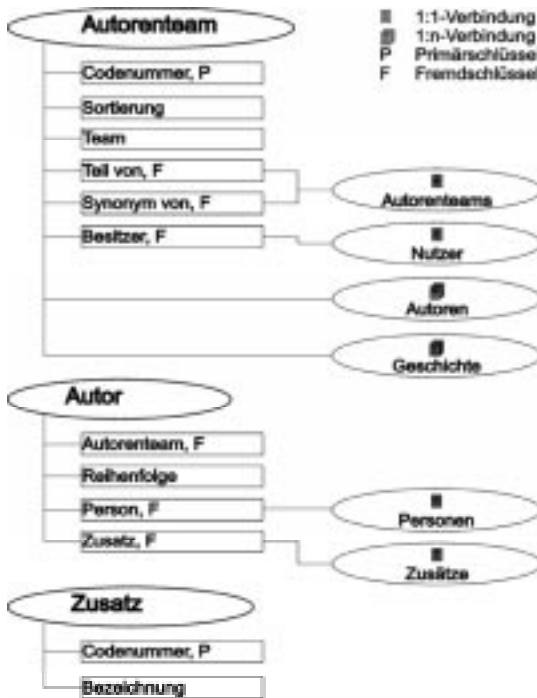 Autorenteam
1:1-Verbindung
1:n-Verbindung
P Primärschlüssel
F Fremdschlüssel
Codenummer, P
Sortierung
Team
Teil von, F
Synonym von, F
Besitzer, F
Autorenteams
Nutzer
Autoren
Geschichte
Autor
Autorenteam, F
Reihenfolge
Person, F
Zusatz, F
Personen
Zusätze
Zusatz
Codenummer, P
Bezeichnung